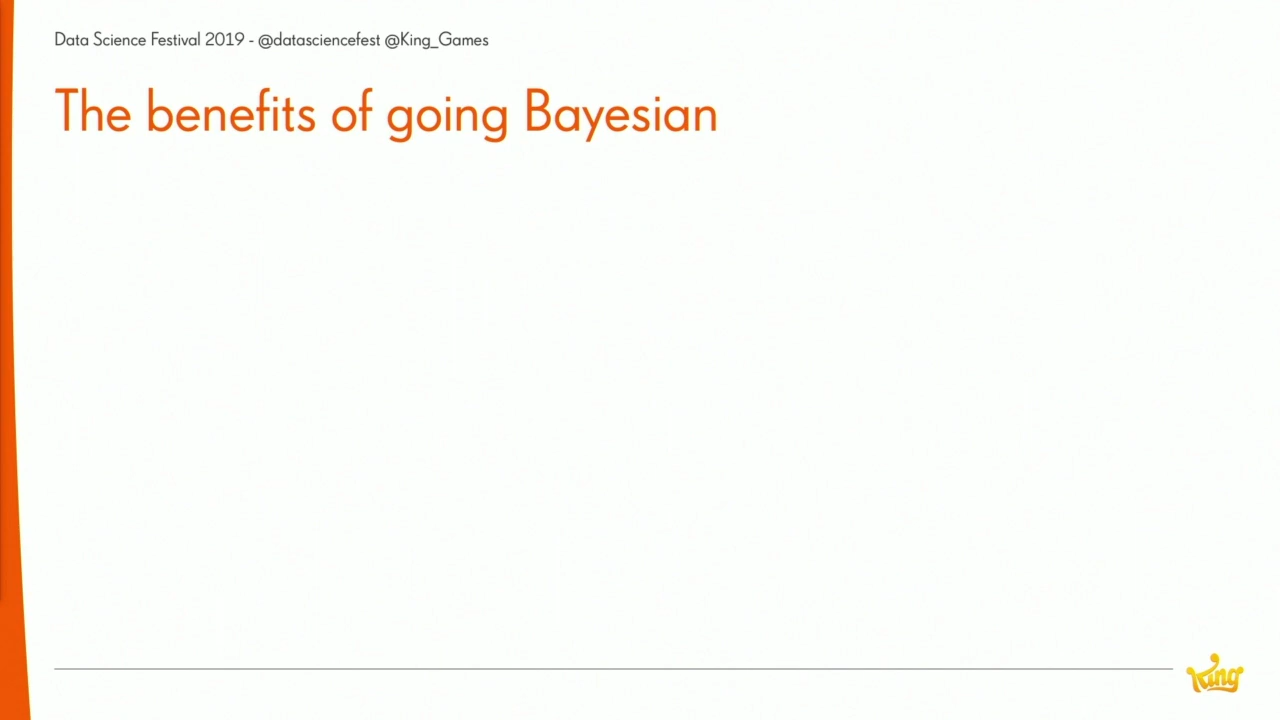 Data Science Festival 2019 - @datasciencefest @King_Games
The benefits of going Bayesian
King